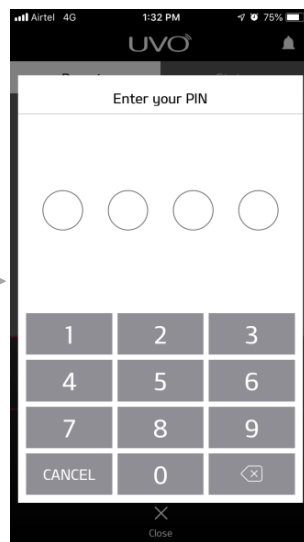 Airtel 4G 1:32 PM 75%
UVO
Enter your PIN
1 2 3
4 5 6
7 8 9
CANCEL 0
Close